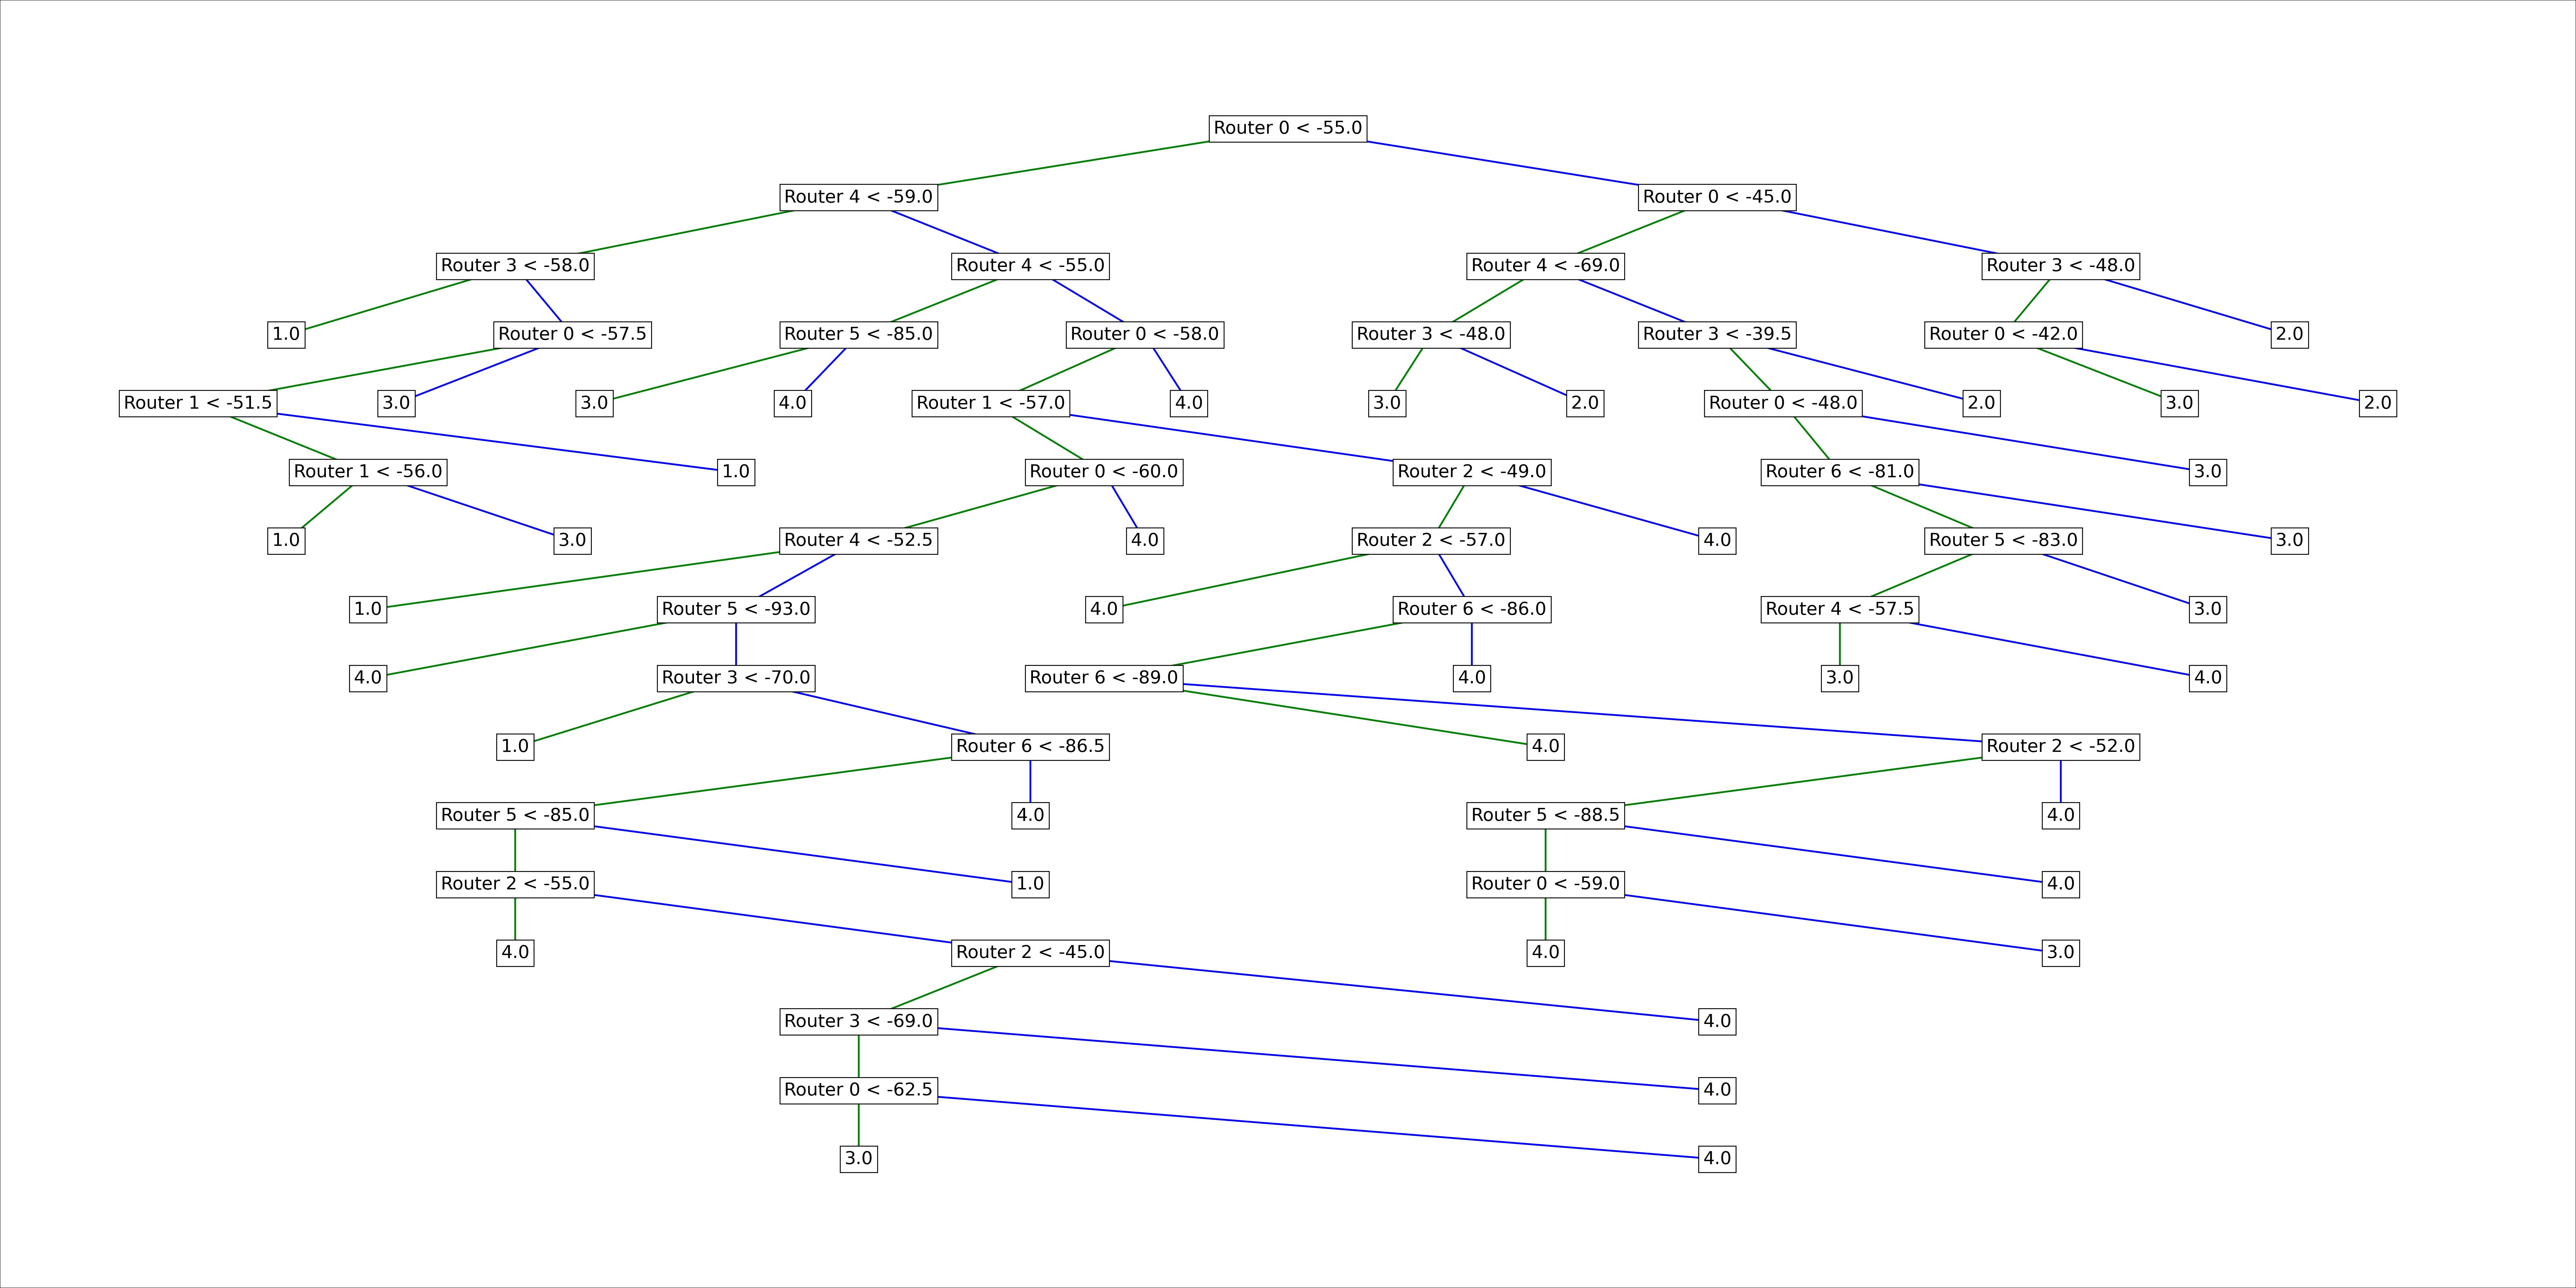 Router 0 < -55.0
Router 4 < -59.0
Router 0 < -45.0
Router 3 < -58.0
Router 4 < -55.0
Router 4 < -69.0
Router 3 < -48.0
1.0
Router 0 < -57.5
Router 5 < -85.0
Router 0 < -58.0
Router 3 < -48.0
Router 3 < -39.5
Router 0 < -42.0
2.0
Router 1 < -51.5
3.0
3.0
4.0
Router 1 < -57.0
4.0
3.0
2.0
Router 0 < -48.0
2.0
3.0
2.0
Router 1 < -56.0
1.0
Router 0 < -60.0
Router 2 < -49.0
Router 6 < -81.0
3.0
1.0
3.0
Router 4 < -52.5
4.0
Router 2 < -57.0
4.0
Router 5 < -83.0
3.0
1.0
Router 5 < -93.0
4.0
Router 6 < -86.0
Router 4 < -57.5
3.0
4.0
Router 3 < -70.0
Router 6 < -89.0
4.0
3.0
4.0
1.0
Router 6 < -86.5
4.0
Router 2 < -52.0
Router 5 < -85.0
4.0
Router 5 < -88.5
4.0
Router 2 < -55.0
1.0
Router 0 < -59.0
4.0
4.0
Router 2 < -45.0
4.0
3.0
Router 3 < -69.0
4.0
Router 0 < -62.5
4.0
3.0
4.0